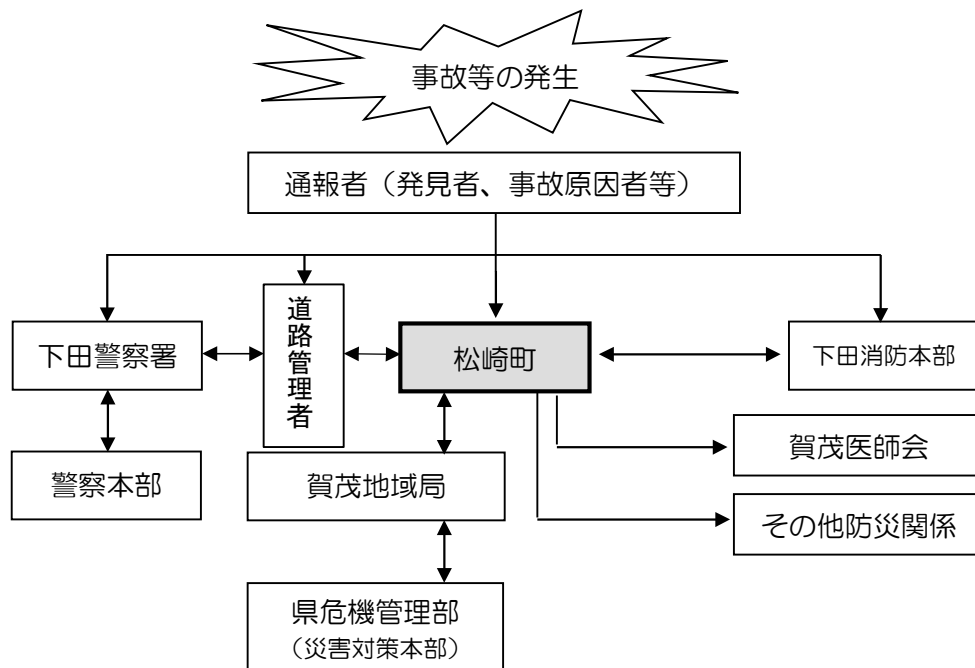 事故等の発生
通報者（発見者、事故原因者等）
道路管理者
下田警察署
松崎町
下田消防本部
賀茂医師会
警察本部
賀茂地域局
その他防災関係
県危機管理部
（災害対策本部）